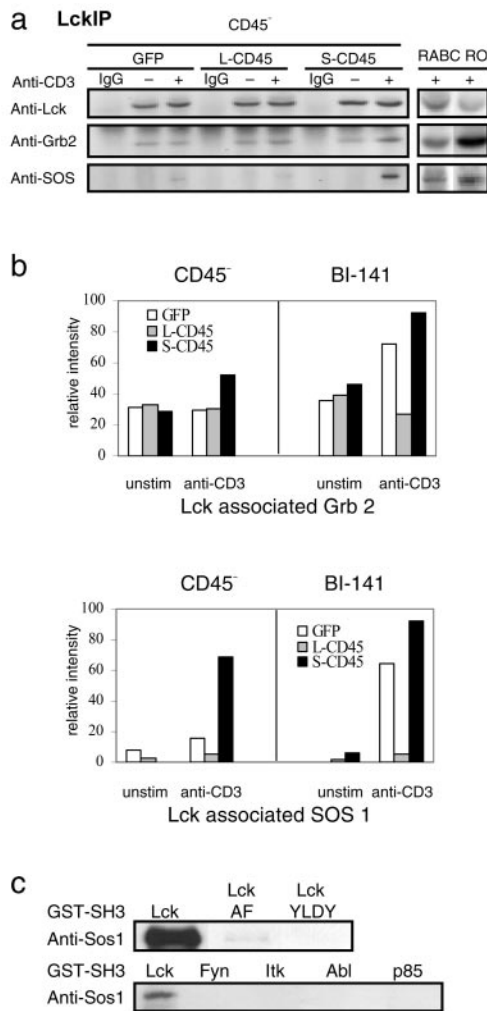 a LckIP
CD45⁻
GFP L-CD45 S-CD45 RABC RO
Anti-CD3 IgG − + IgG − + IgG − + + +
Anti-Lck
Anti-Grb2
Anti-SOS
b
CD45⁻ BI-141
100
80
60
40
20
0
relative intensity
GFP
L-CD45
S-CD45
unstim anti-CD3 unstim anti-CD3
Lck associated Grb 2
CD45⁻ BI-141
100
80
60
40
20
0
relative intensity
GFP
L-CD45
S-CD45
unstim anti-CD3 unstim anti-CD3
Lck associated SOS 1
c
Lck Lck
GST-SH3 Lck AF YLDY
Anti-Sos1
GST-SH3 Lck Fyn Itk Abl p85
Anti-Sos1